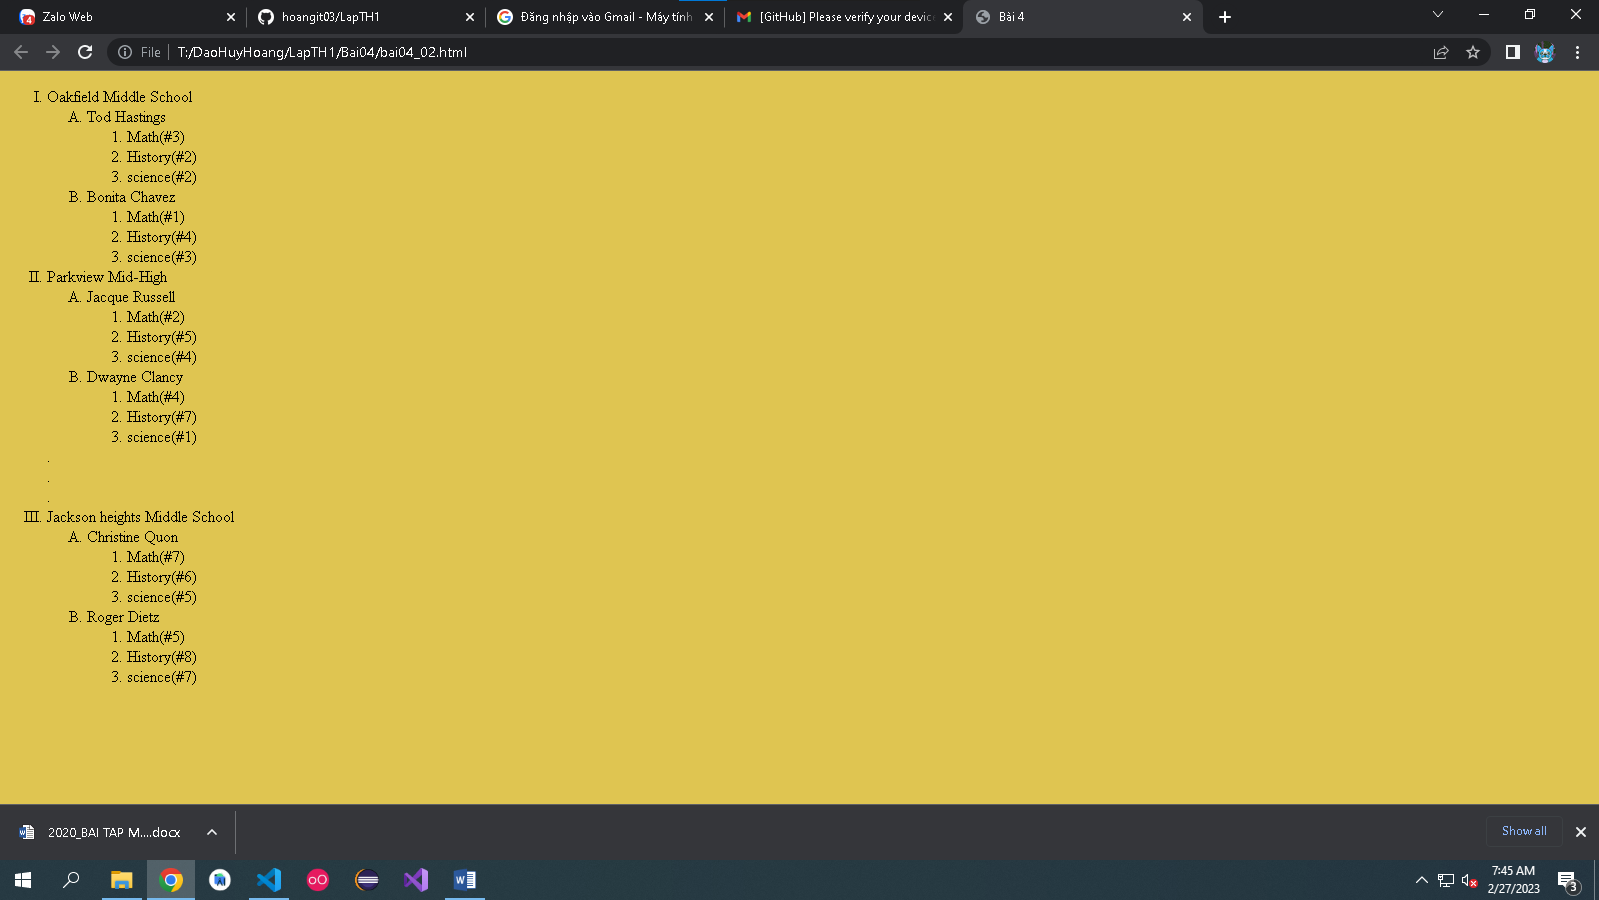 Zalo Web
hoangit03/LapTH1
Đăng nhập vào Gmail - Máy tính
[GitHub] Please verify your device
Bài 4
File
T:/DaoHuyHoang/LapTH1/Bai04/bai04_02.html
I. Oakfield Middle School
A. Tod Hastings
1. Math(#3)
2. History(#2)
3. science(#2)
B. Bonita Chavez
1. Math(#1)
2. History(#4)
3. science(#3)
II. Parkview Mid-High
A. Jacque Russell
1. Math(#2)
2. History(#5)
3. science(#4)
B. Dwayne Clancy
1. Math(#4)
2. History(#7)
3. science(#1)
.
.
.
III. Jackson heights Middle School
A. Christine Quon
1. Math(#7)
2. History(#6)
3. science(#5)
B. Roger Dietz
1. Math(#5)
2. History(#8)
3. science(#7)
2020_BAI TAP M....docx
Show all
7:45 AM
2/27/2023
3